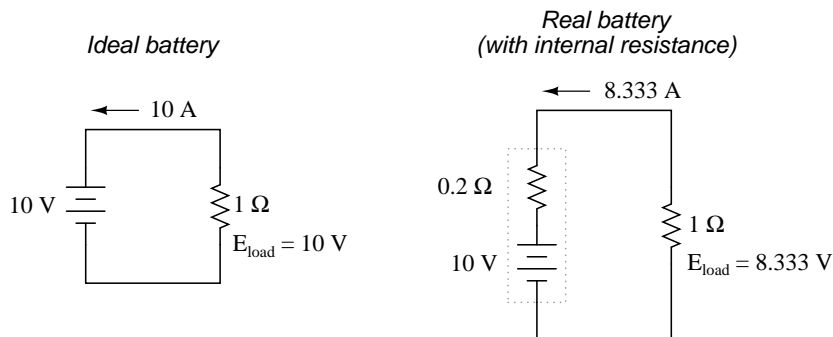 Ideal battery
10 A
10 V
1 Ω
E_load = 10 V
Real battery
(with internal resistance)
8.333 A
0.2 Ω
10 V
1 Ω
E_load = 8.333 V